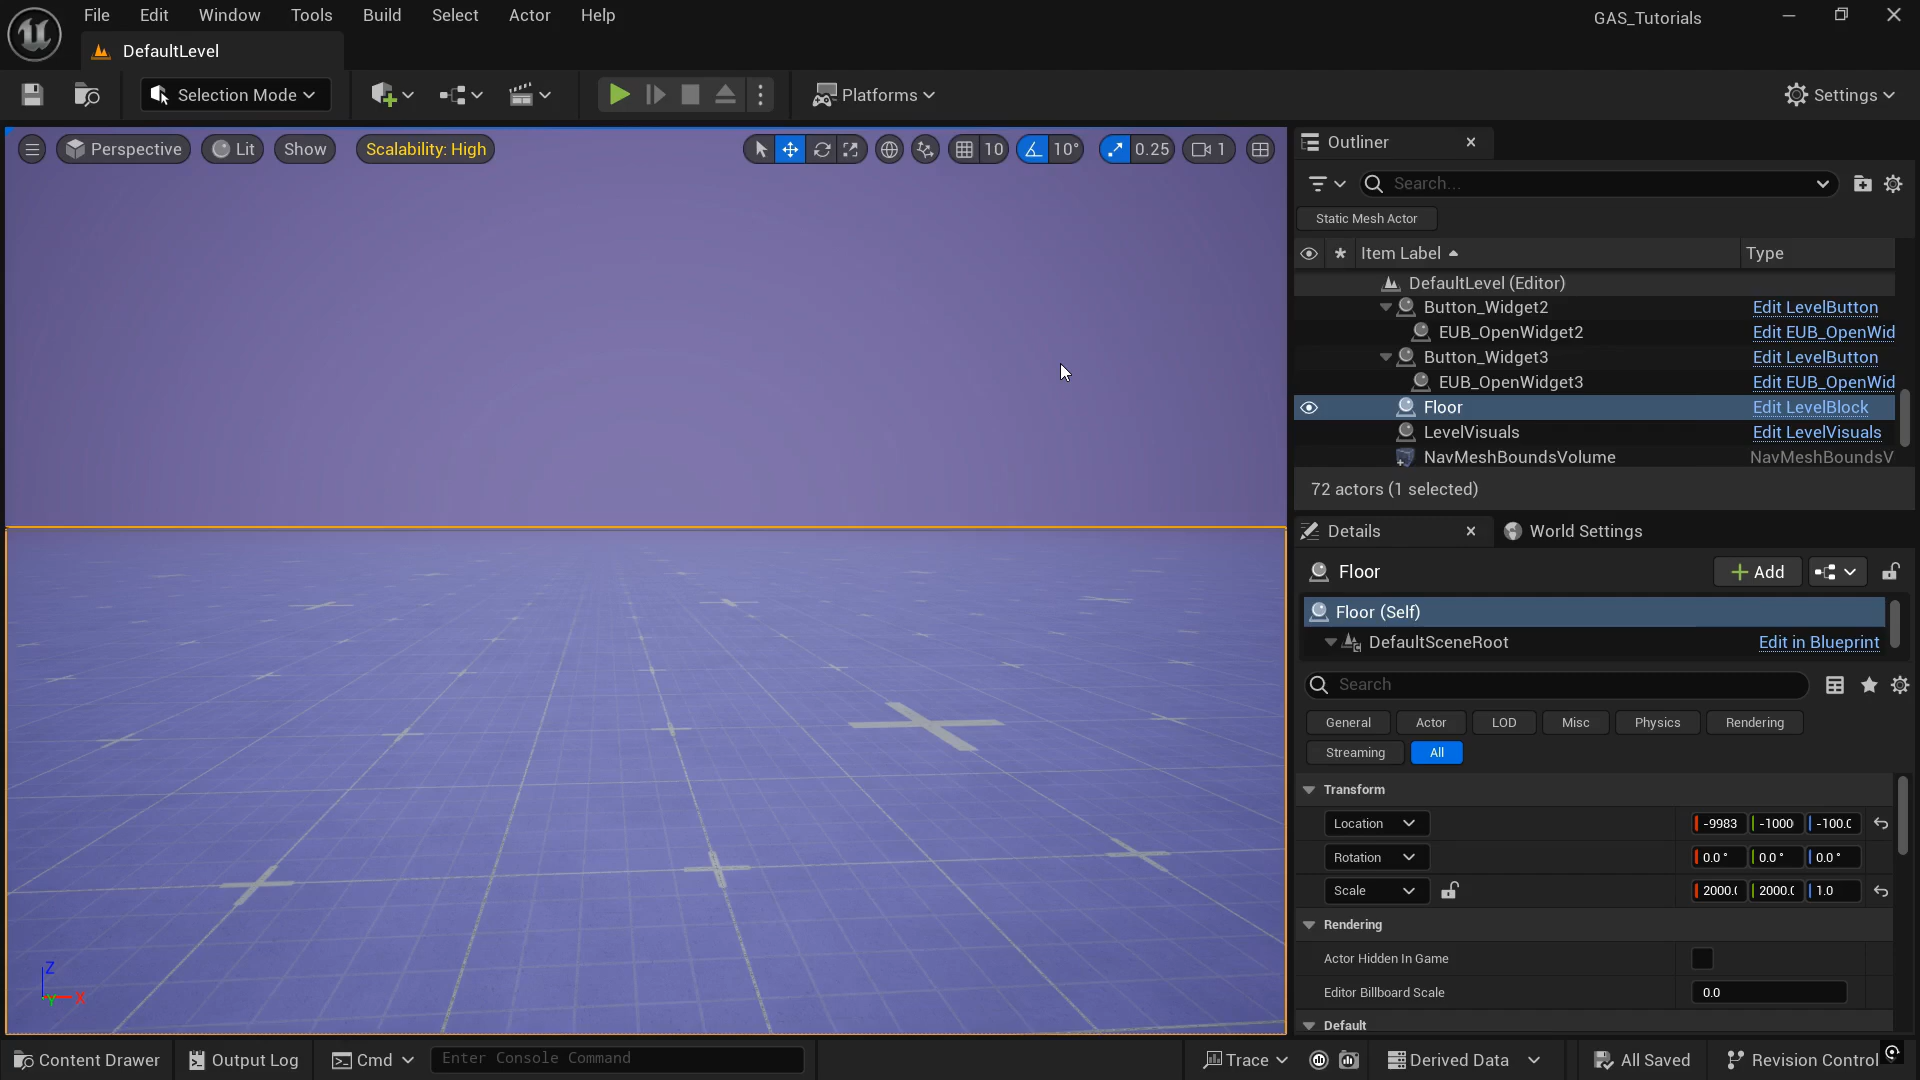 File Edit Window Tools Build Select Actor Help
GAS_Tutorials
DefaultLevel
Selection Mode
Platforms
Settings
Perspective Lit Show Scalability: High
10 10° 0.25 1
Outliner
Search...
Static Mesh Actor
Item Label Type
DefaultLevel (Editor)
Button_Widget2 Edit LevelButton
EUB_OpenWidget2 Edit EUB_OpenWid
Button_Widget3 Edit LevelButton
EUB_OpenWidget3 Edit EUB_OpenWid
Floor Edit LevelBlock
LevelVisuals Edit LevelVisuals
NavMeshBoundsVolume NavMeshBoundsV
72 actors (1 selected)
Details World Settings
Floor Add
Floor (Self)
DefaultSceneRoot Edit in Blueprint
Search
General Actor LOD Misc Physics Rendering
Streaming All
Transform
Location -9983 -1000 -100.0
Rotation 0.0 ° 0.0 ° 0.0 °
Scale 2000.0 2000.0 1.0
Rendering
Actor Hidden In Game
Editor Billboard Scale 0.0
Default
Z
Y X
Content Drawer Output Log Cmd Enter Console Command
Trace Derived Data All Saved Revision Control